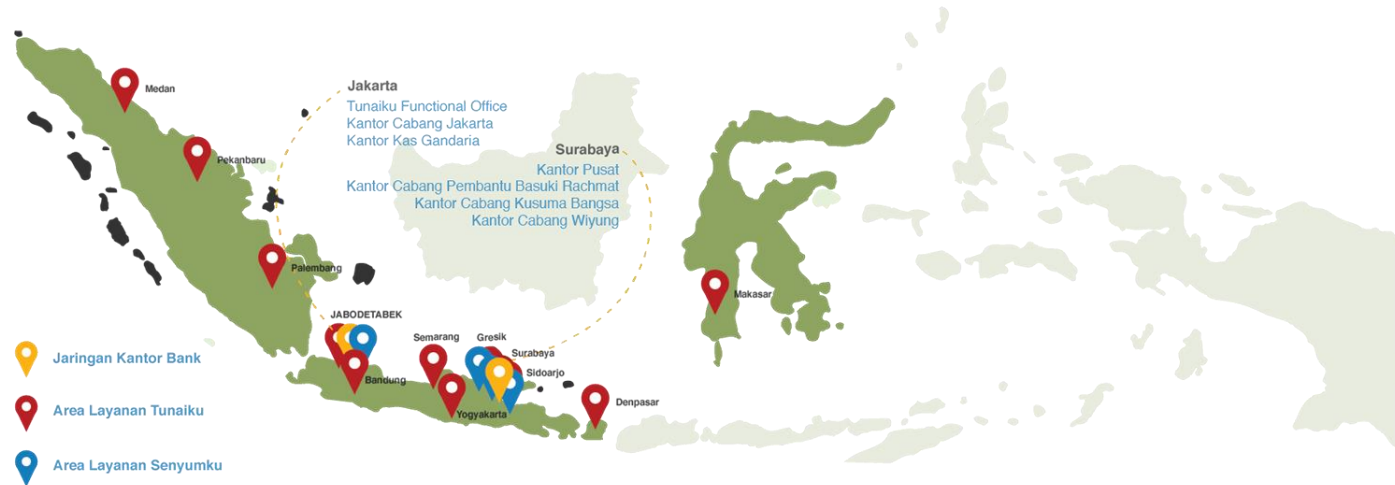 Medan
Pekanbaru
Palembang
Jakarta
Tunaiku Functional Office
Kantor Cabang Jakarta
Kantor Kas Gandaria
Surabaya
Kantor Pusat
Kantor Cabang Pembantu Basuki Rachmat
Kantor Cabang Kusuma Bangsa
Kantor Cabang Wiyung
Makasar
JABODETABEK
Bandung
Semarang
Yogyakarta
Gresik
Surabaya
Sidoarjo
Denpasar
Jaringan Kantor Bank
Area Layanan Tunaiku
Area Layanan Senyumku